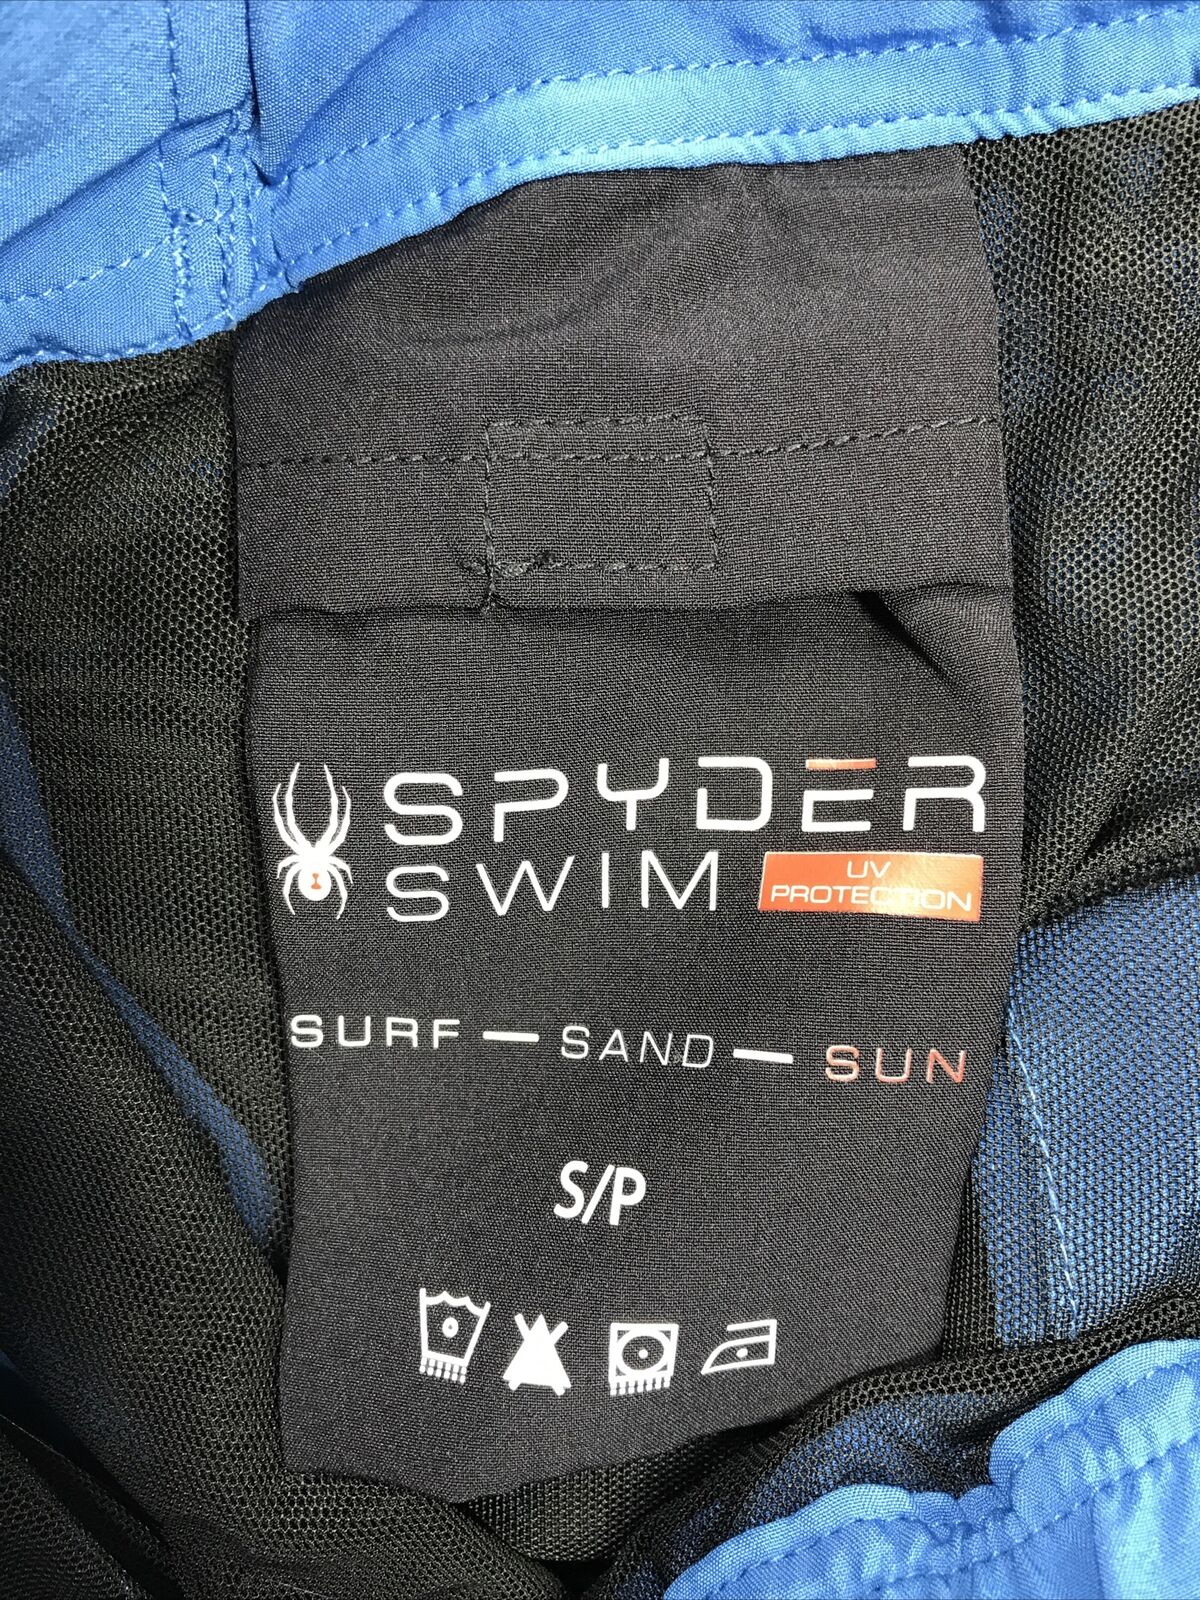 SPYDER
SWIM
UV
PROTECTION
SURF — SAND — SUN
S/P